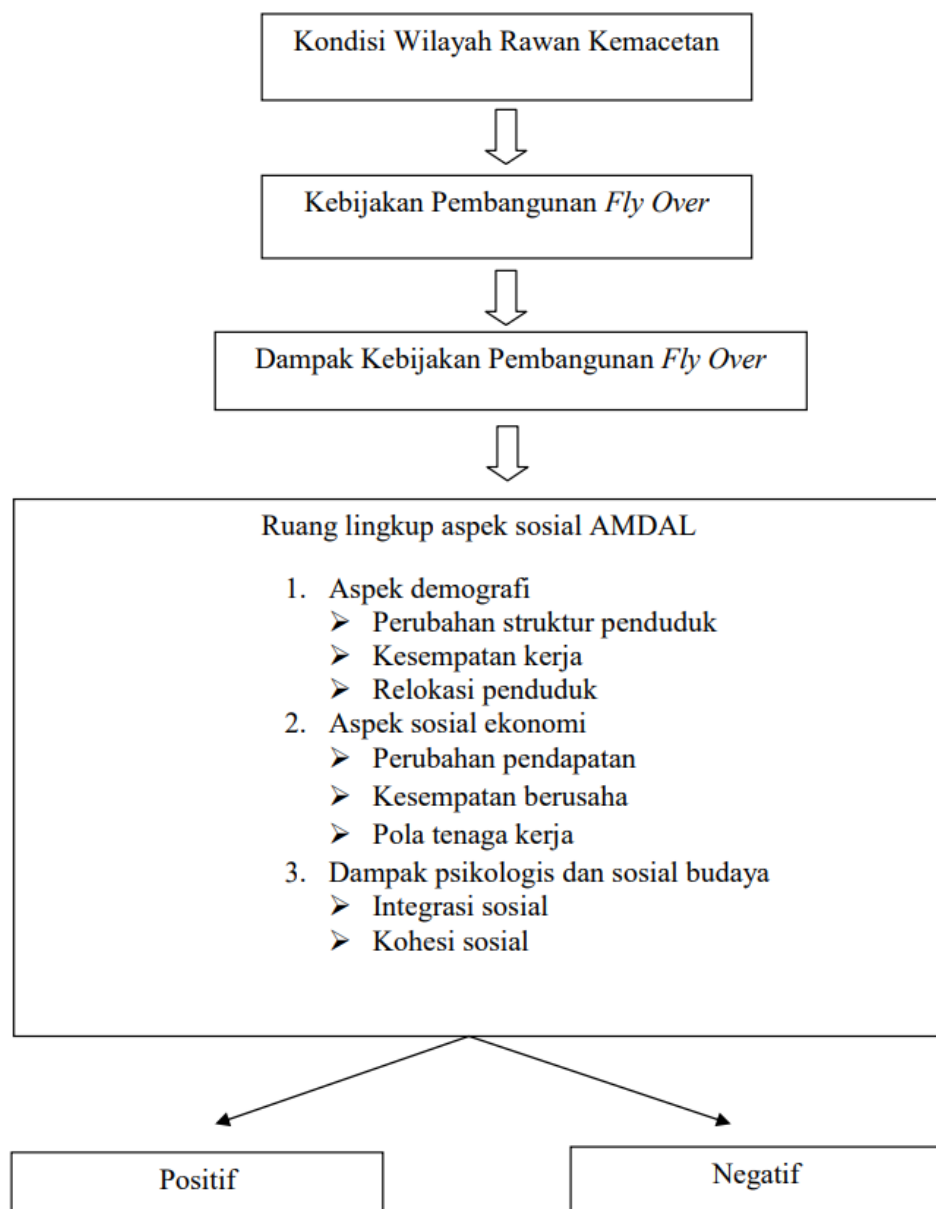 Kondisi Wilayah Rawan Kemacetan
Kebijakan Pembangunan Fly Over
Dampak Kebijakan Pembangunan Fly Over
Ruang lingkup aspek sosial AMDAL
1. Aspek demografi
➤ Perubahan struktur penduduk
➤ Kesempatan kerja
➤ Relokasi penduduk
2. Aspek sosial ekonomi
➤ Perubahan pendapatan
➤ Kesempatan berusaha
➤ Pola tenaga kerja
3. Dampak psikologis dan sosial budaya
➤ Integrasi sosial
➤ Kohesi sosial
Positif
Negatif